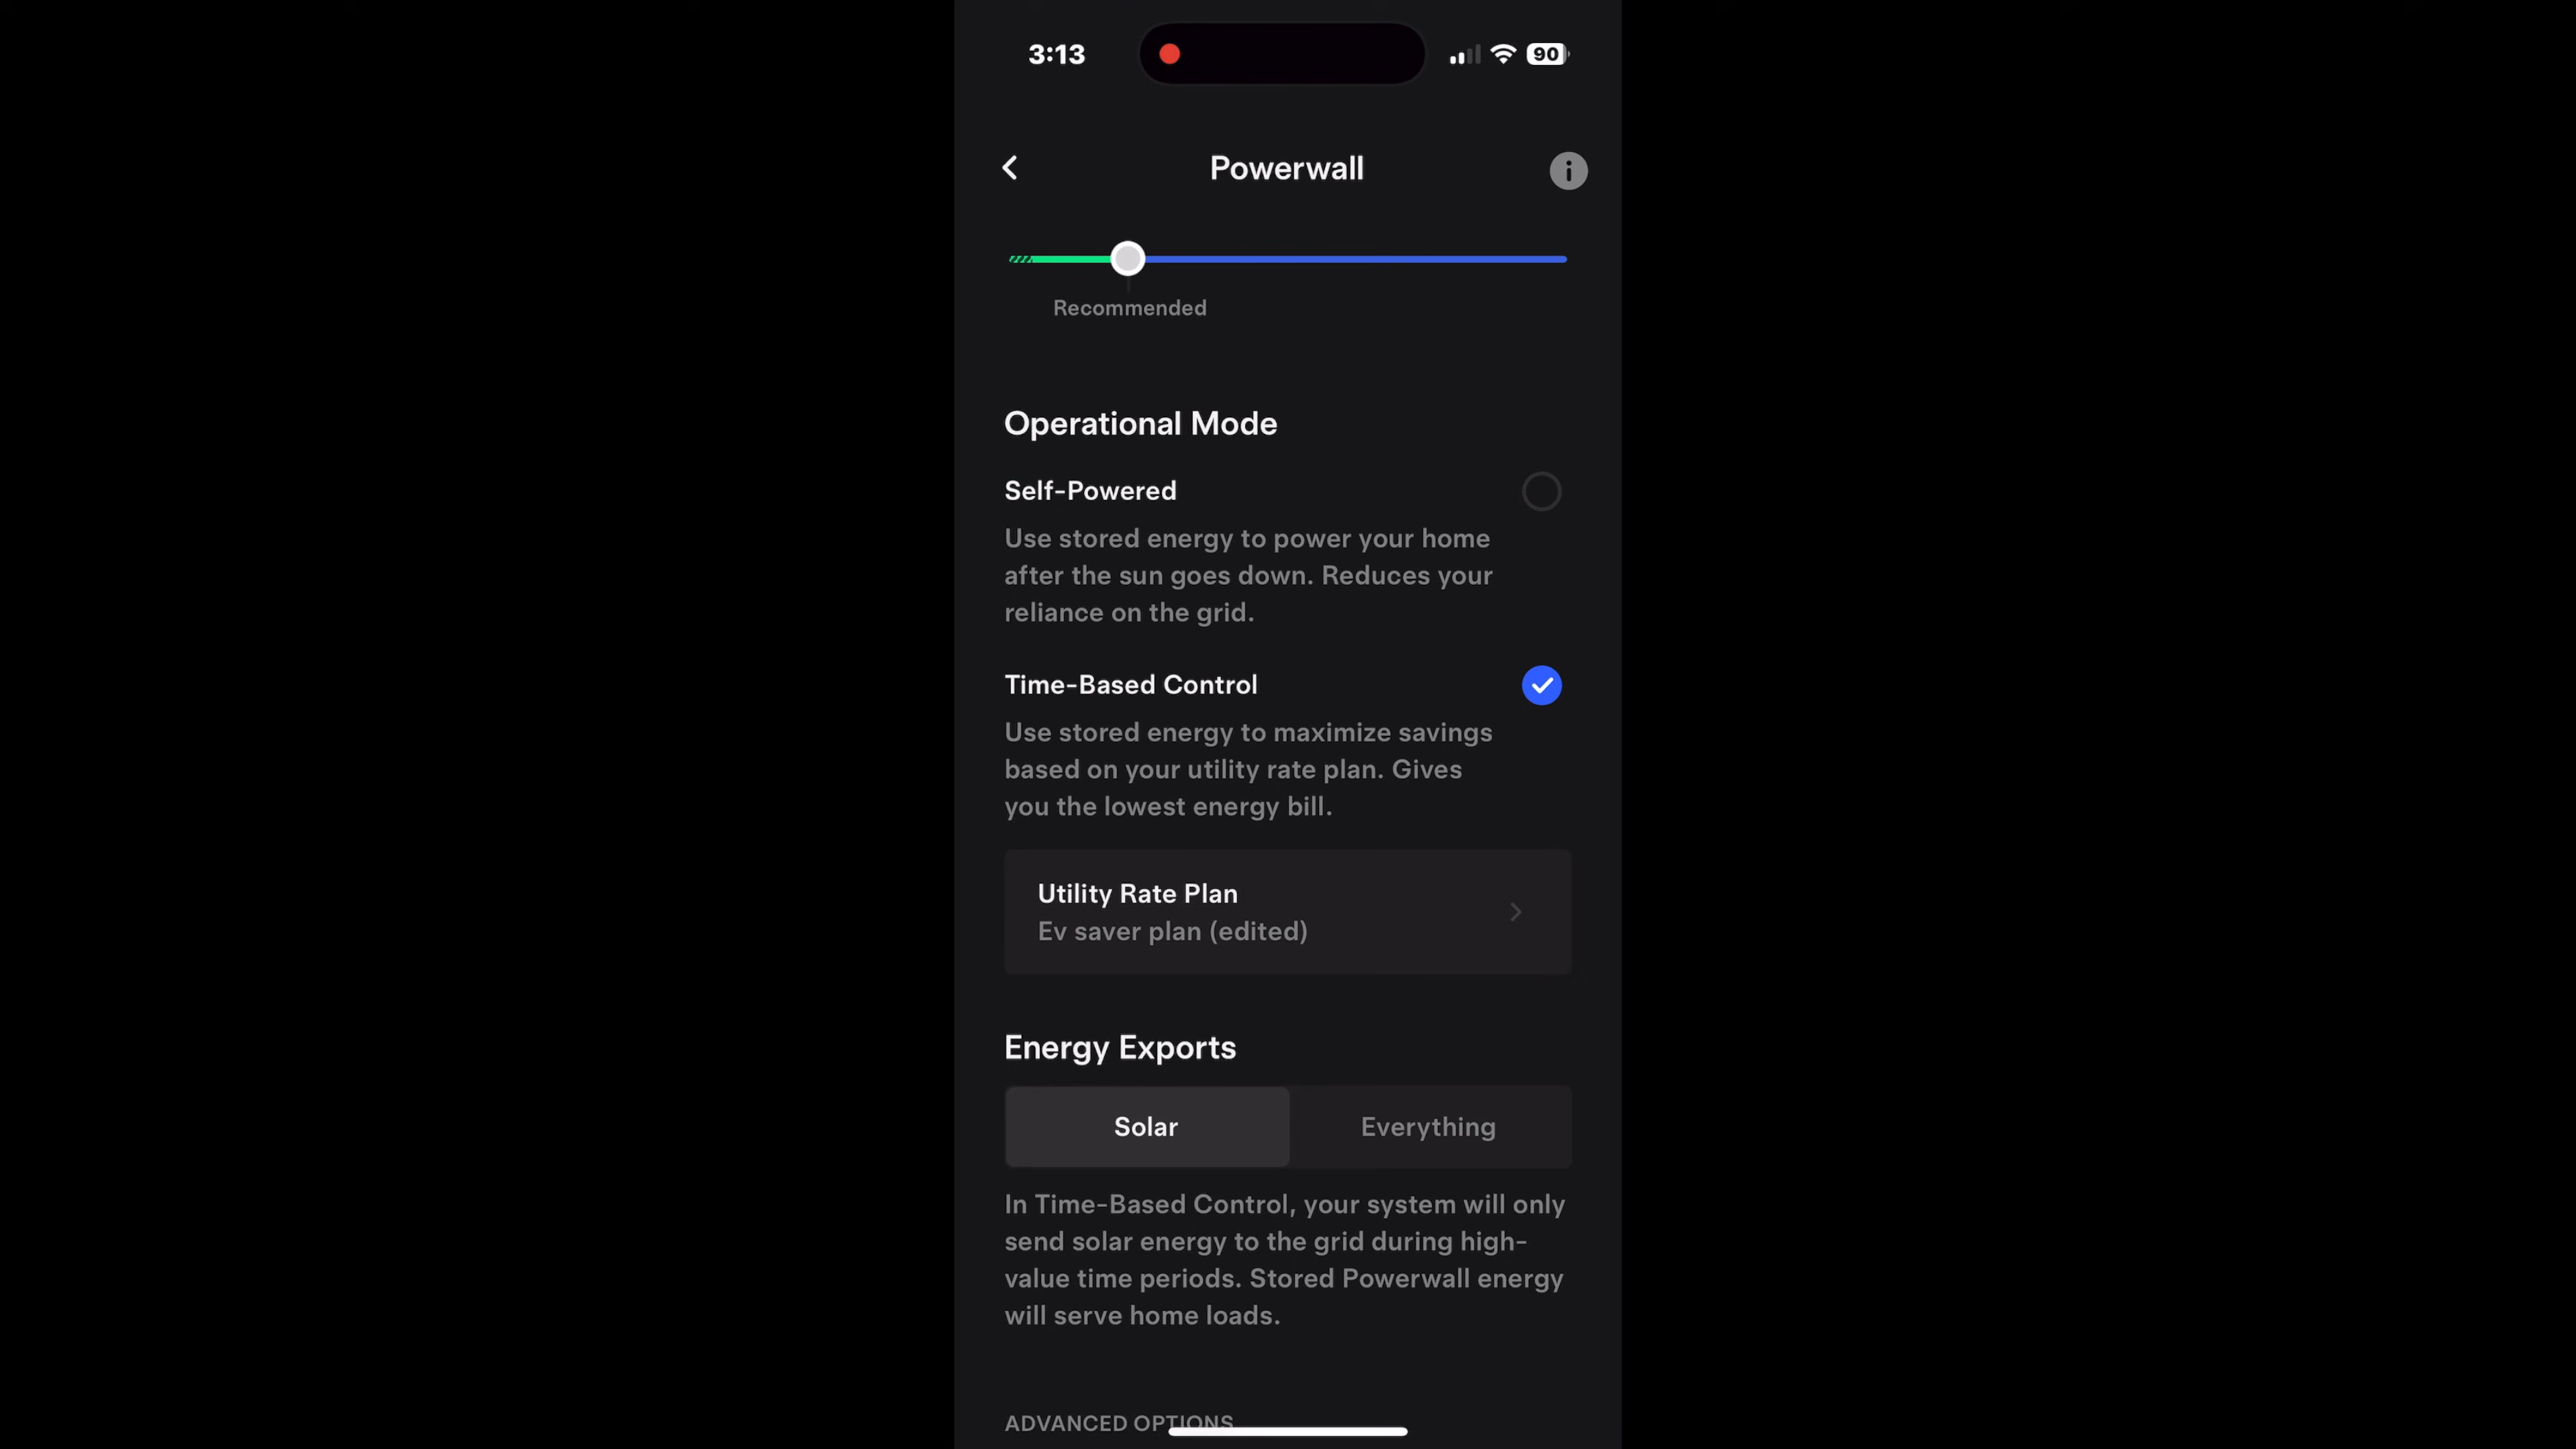 3:13
90
Powerwall
Recommended
Operational Mode
Self-Powered
Use stored energy to power your home
after the sun goes down. Reduces your
reliance on the grid.
Time-Based Control
Use stored energy to maximize savings
based on your utility rate plan. Gives
you the lowest energy bill.
Utility Rate Plan
Ev saver plan (edited)
Energy Exports
Solar
Everything
In Time-Based Control, your system will only
send solar energy to the grid during high-
value time periods. Stored Powerwall energy
will serve home loads.
ADVANCED OPTIONS